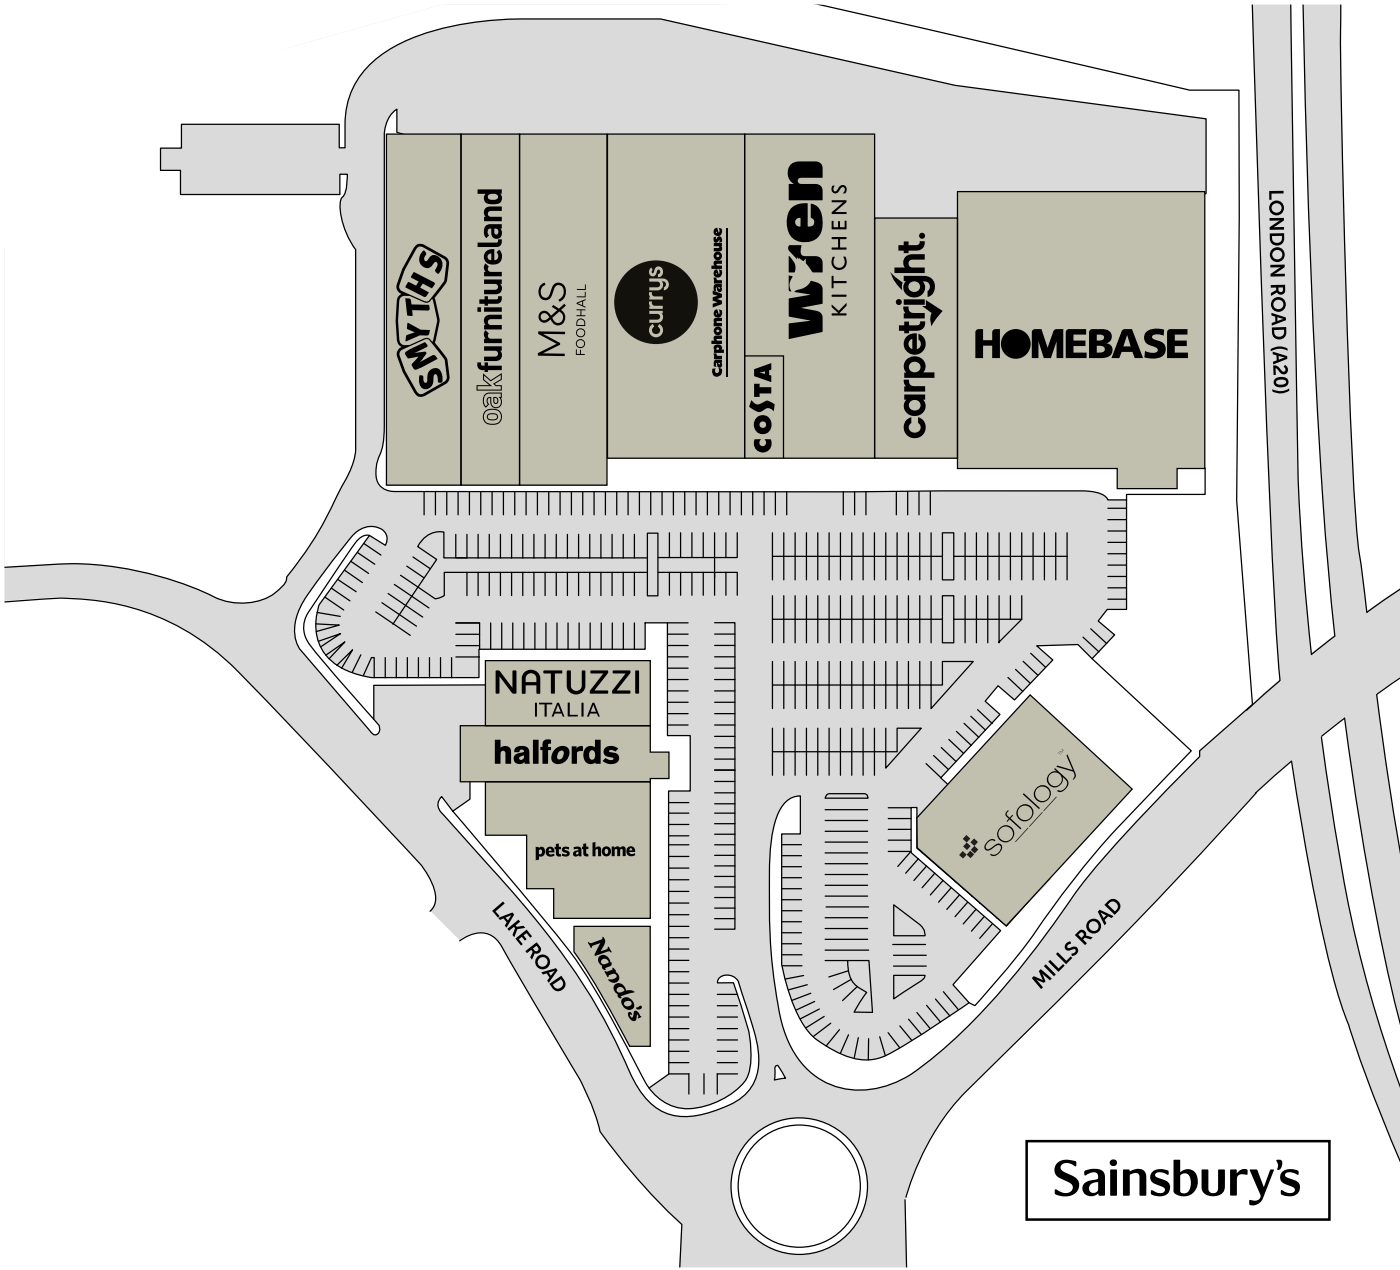 SMYTHS
oakfurnitureland
M&S
FOODHALL
currys
Carphone Warehouse
COSTA
wren
KITCHENS
carpetright.
HOMEBASE
LONDON ROAD (A20)
NATUZZI
ITALIA
halfords
pets at home
Nando's
LAKE ROAD
sofology™
MILLS ROAD
Sainsbury's